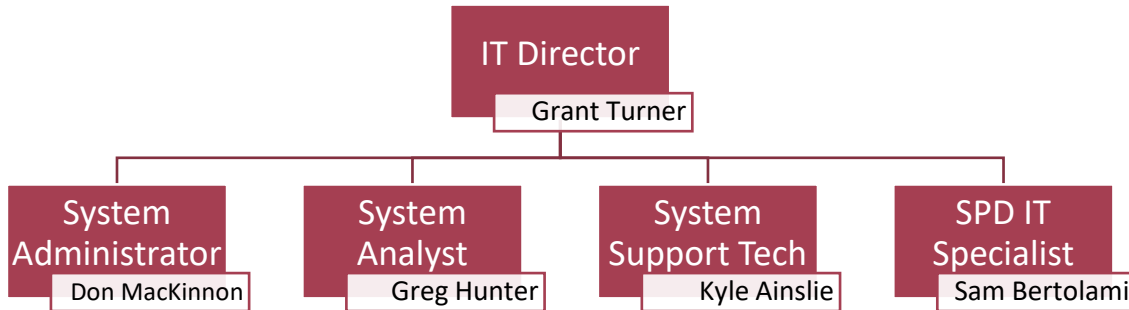 IT Director
Grant Turner
System
Administrator
Don MacKinnon
System
Analyst
Greg Hunter
System
Support Tech
Kyle Ainslie
SPD IT
Specialist
Sam Bertolami